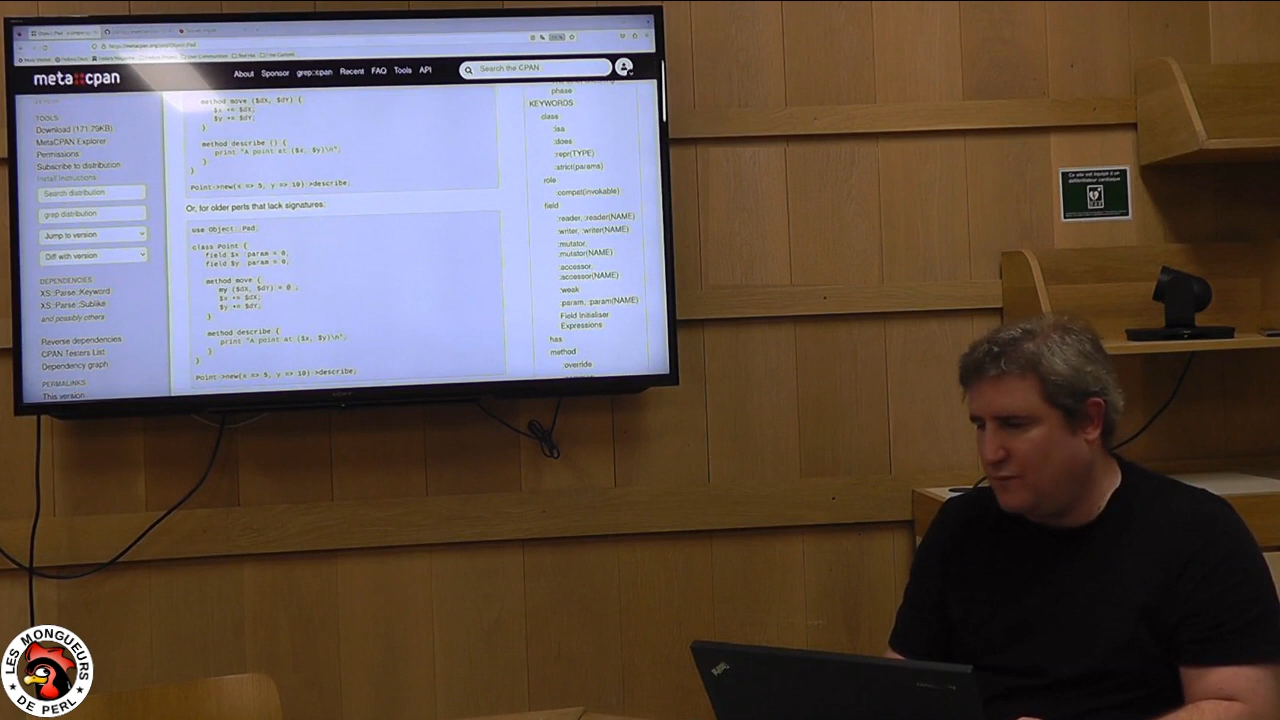 meta::cpan
About Sponsor grep::cpan Recent FAQ Tools API
Search the CPAN
TOOLS
Download (171.79KB)
MetaCPAN Explorer
Permissions
Subscribe to distribution
Install Instructions
Search distribution
grep distribution
Jump to version
Diff with version
DEPENDENCIES
XS::Parse::Keyword
XS::Parse::Sublike
and possibly others
Reverse dependencies
CPAN Testers List
Dependency graph
PERMALINKS
This version
method move ($dX, $dY) {
$x += $dX;
$y += $dY;
}
method describe () {
print "A point at ($x, $y)\n";
}
}
Point->new(x => 5, y => 10)->describe;
Or, for older perls that lack signatures:
use Object::Pad;
class Point {
field $x :param = 0;
field $y :param = 0;
method move {
my ($dX, $dY) = @_;
$x += $dX;
$y += $dY;
}
method describe {
print "A point at ($x, $y)\n";
}
}
Point->new(x => 5, y => 10)->describe;
phase
KEYWORDS
class
:isa
:does
:repr(TYPE)
:strict(params)
role
:compat(invokable)
field
:reader, :reader(NAME)
:writer, :writer(NAME)
:mutator,
:mutator(NAME)
:accessor,
:accessor(NAME)
:weak
:param, :param(NAME)
Field Initialiser
Expressions
has
method
:override
Ce site est équipé d'un
défibrillateur cardiaque
LES MONGUEURS
DE PERL